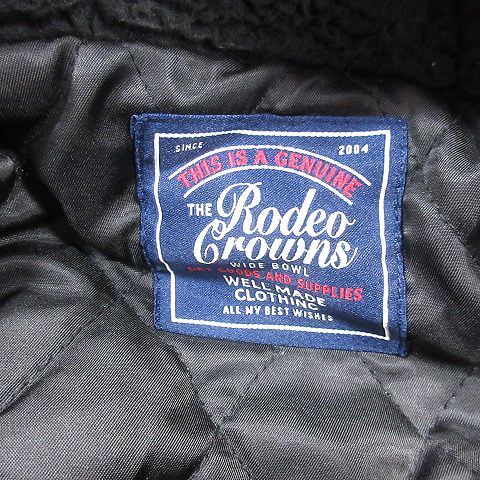 SINCE 2004
THIS IS A GENUINE
THE Rodeo
Crowns
WIDE BOWL
DRY GOODS AND SUPPLIES
WELL MADE
CLOTHING
ALL MY BEST WISHES